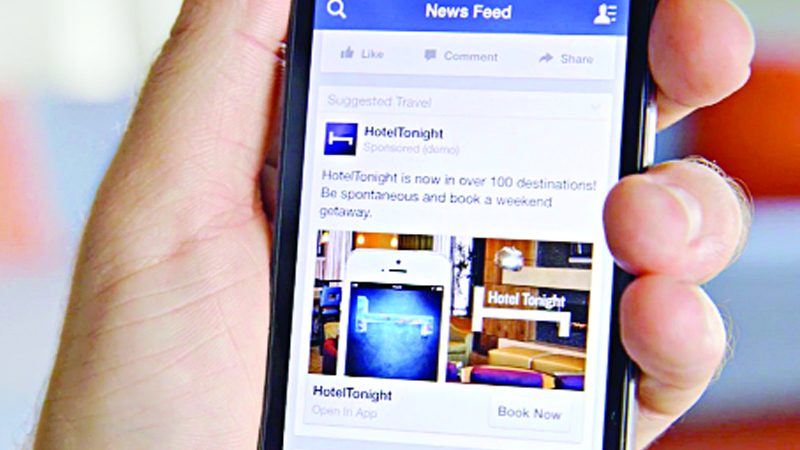 News Feed
Like Comment Share
Suggested Travel
HotelTonight
Sponsored (demo)
HotelTonight is now in over 100 destinations!
Be spontaneous and book a weekend
getaway.
Hotel Tonight
HotelTonight
Open In App
Book Now